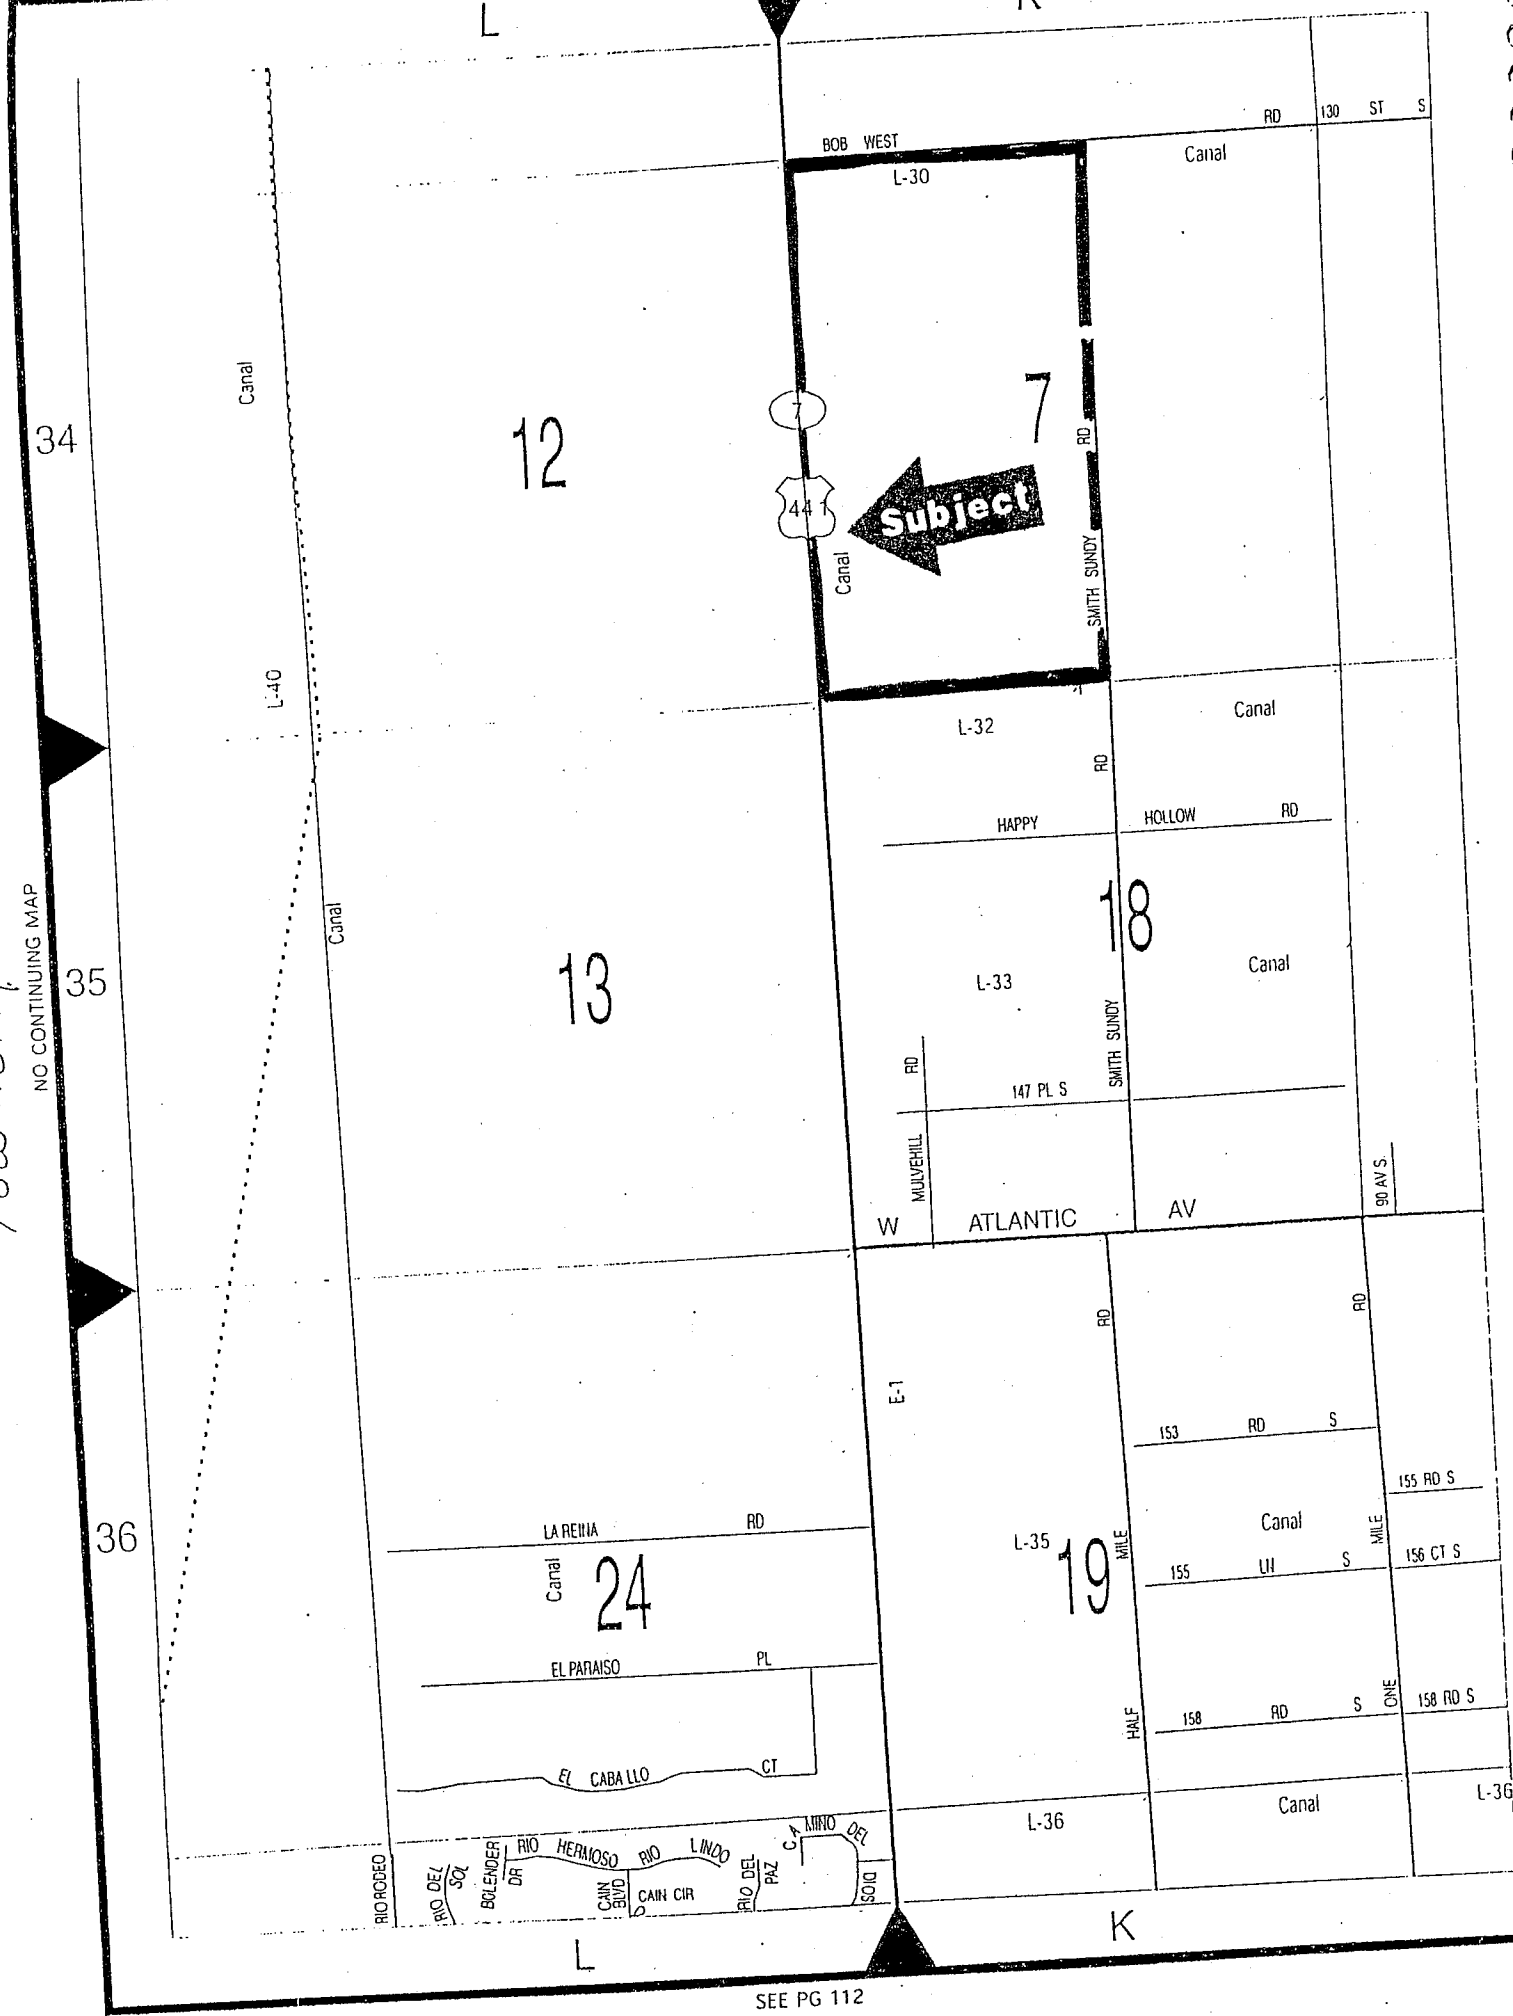 L
K
BOB WEST RD
130 ST S
L-30
Canal
Canal
34
12
7
7
RD
441
Subject
Canal
SMITH SUNDY
L-40
L-32
Canal
RD
HAPPY HOLLOW RD
NO CONTINUING MAP
35
Canal
13
18
L-33
Canal
SMITH SUNDY
RD
147 PL S
MULVEHILL
90 AV S.
W ATLANTIC AV
RD
RD
E-1
153 RD S
155 RD S
LA REINA RD
36
Canal
24
L-35
19
MILE
Canal
MILE
155 LN S
156 CT S
EL PARAISO PL
HALF
158 RD S
ONE
158 RD S
EL CABALLO CT
L-36
Canal
L-36
CAMINO DEL
DIOS
RIO RODEO
RIO DEL SOL
BOLENDER DR
RIO HERMOSO
RIO LINDO
CAIN BLVD
CAIN CIR
RIO DEL PAZ
L
K
SEE PG 112